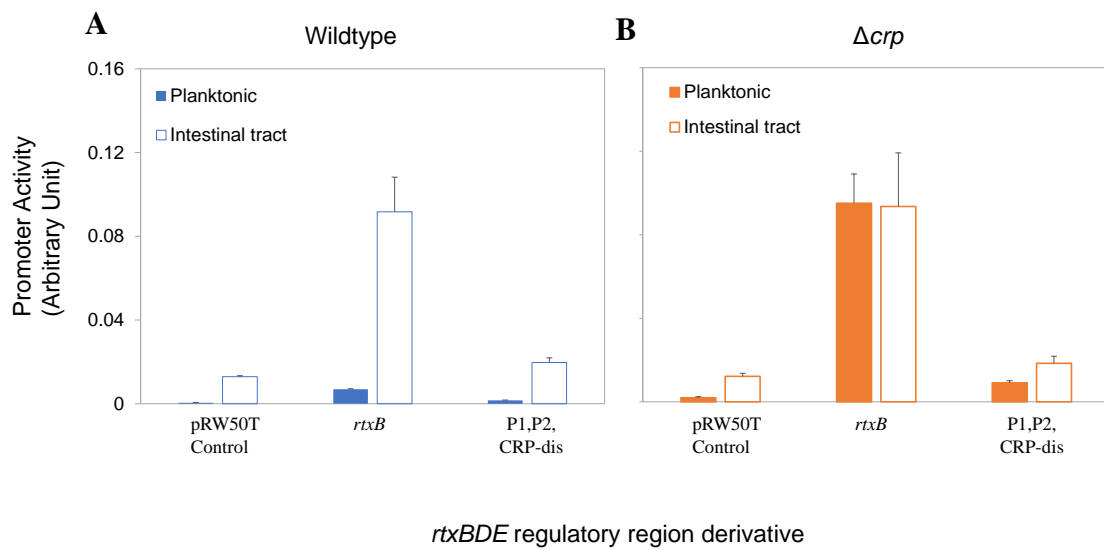 A
Wildtype
B
Δcrp
0.16
0.12
0.08
0.04
0
Promoter Activity
(Arbitrary Unit)
Planktonic
Intestinal tract
Planktonic
Intestinal tract
pRW50T
Control
rtxB
P1,P2,
CRP-dis
pRW50T
Control
rtxB
P1,P2,
CRP-dis
rtxBDE regulatory region derivative